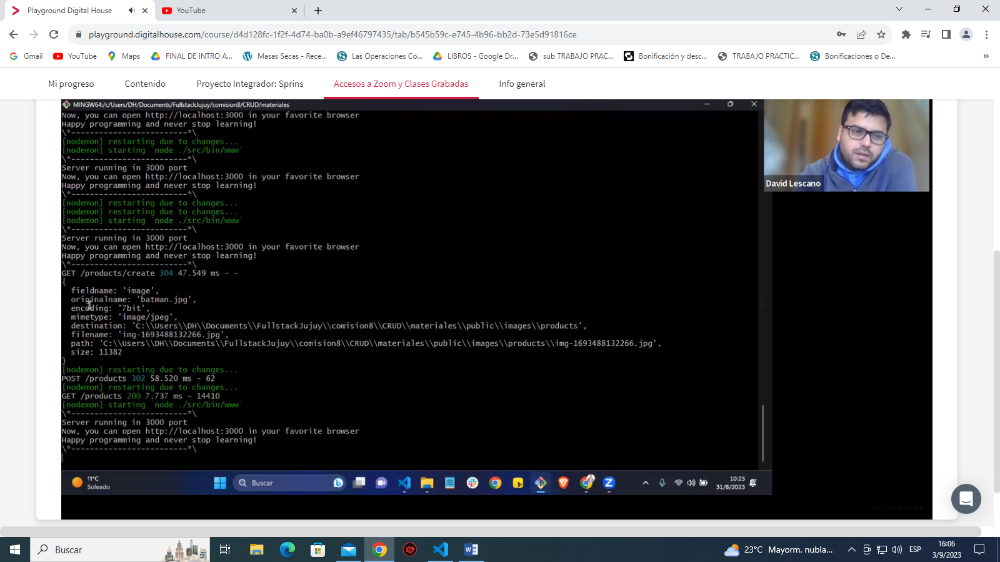 Playground Digital House
YouTube
playground.digitalhouse.com/course/d4d128fc-1f2f-4d74-ba0b-a9ef46797435/tab/b545b59c-e745-4b96-bb2d-73e5d91816ce
Gmail YouTube Maps FINAL DE INTRO A... Masas Secas - Rece... Las Operaciones Co... LIBROS - Google Dr... sub TRABAJO PRAC... Bonificación y desc... TRABAJO PRACTIC... Bonificaciones o De... »
Mi progreso Contenido Proyecto Integrador: Sprins Accesos a Zoom y Clases Grabadas Info general
MINGW64:/c/Users/DH/Documents/FullstackJujuy/comision8/CRUD/materiales
Now, you can open http://localhost:3000 in your favorite browser
Happy programming and never stop learning!
\*-------------------------*\
[nodemon] restarting due to changes...
[nodemon] starting `node ./src/bin/www`
\*-------------------------*\
Server running in 3000 port
Now, you can open http://localhost:3000 in your favorite browser
Happy programming and never stop learning!
\*-------------------------*\
[nodemon] restarting due to changes...
[nodemon] restarting due to changes...
[nodemon] starting `node ./src/bin/www`
\*-------------------------*\
Server running in 3000 port
Now, you can open http://localhost:3000 in your favorite browser
Happy programming and never stop learning!
\*-------------------------*\
GET /products/create 304 47.549 ms - -
{
fieldname: 'image',
originalname: 'batman.jpg',
encoding: '7bit',
mimetype: 'image/jpeg',
destination: 'C:\\Users\\DH\\Documents\\FullstackJujuy\\comision8\\CRUD\\materiales\\public\\images\\products',
filename: 'img-1693488132266.jpg',
path: 'C:\\Users\\DH\\Documents\\FullstackJujuy\\comision8\\CRUD\\materiales\\public\\images\\products\\img-1693488132266.jpg',
size: 11382
}
[nodemon] restarting due to changes...
POST /products 302 58.520 ms - 62
[nodemon] restarting due to changes...
GET /products 200 7.737 ms - 14410
[nodemon] starting `node ./src/bin/www`
\*-------------------------*\
Server running in 3000 port
Now, you can open http://localhost:3000 in your favorite browser
Happy programming and never stop learning!
\*-------------------------*\
David Lescano
11°C
Soleado
Buscar
10:23
31/8/2023
DIGITALHOUSE
Buscar
23°C Mayorm. nubla...
ESP
16:06
3/9/2023